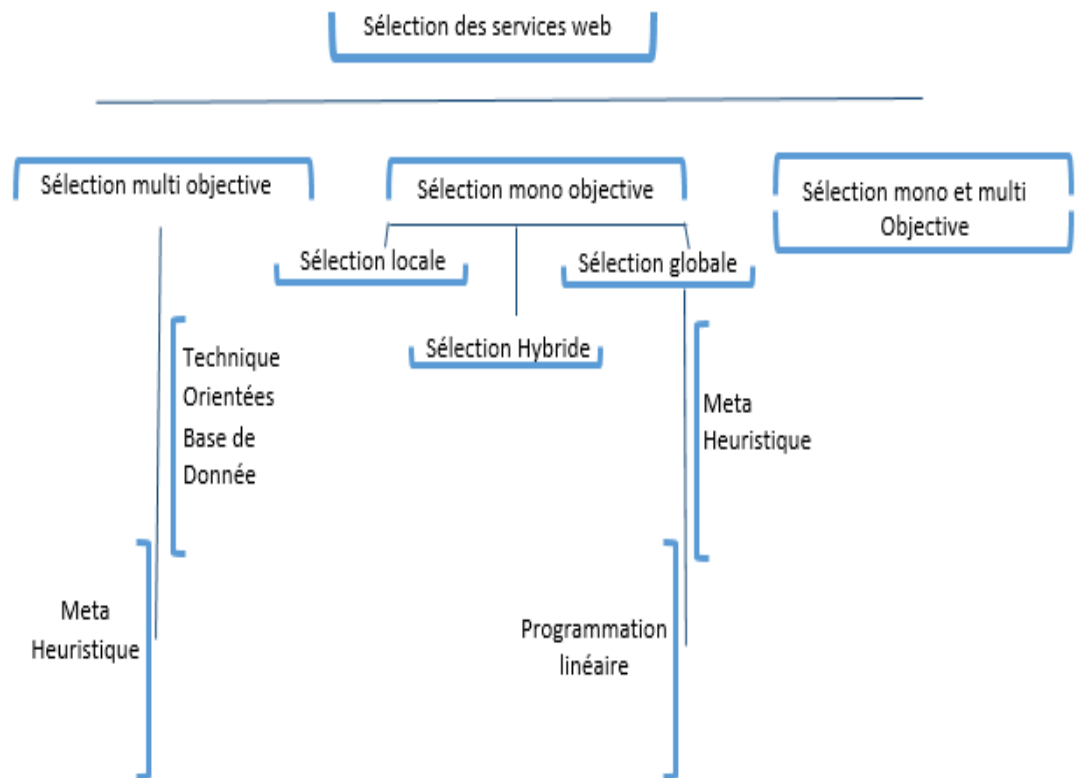 Sélection des services web
Sélection multi objective
Sélection mono objective
Sélection mono et multi
Objective
Sélection locale
Sélection globale
Sélection Hybride
Technique
Orientées
Base de
Donnée
Meta
Heuristique
Meta
Heuristique
Programmation
linéaire